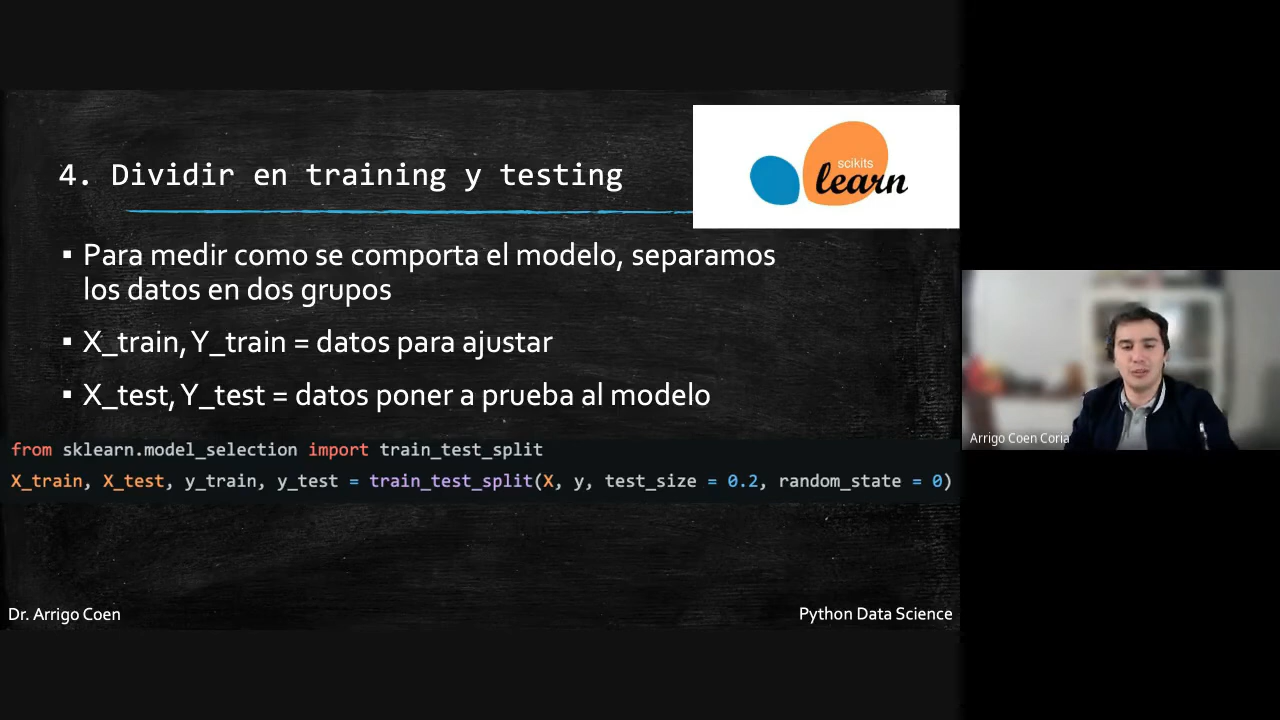 4. Dividir en training y testing
scikits
learn
▪ Para medir como se comporta el modelo, separamos
los datos en dos grupos
▪ X_train, Y_train = datos para ajustar
▪ X_test, Y_test = datos poner a prueba al modelo
from sklearn.model_selection import train_test_split
X_train, X_test, y_train, y_test = train_test_split(X, y, test_size = 0.2, random_state = 0)
Arrigo Coen Coria
Dr. Arrigo Coen
Python Data Science